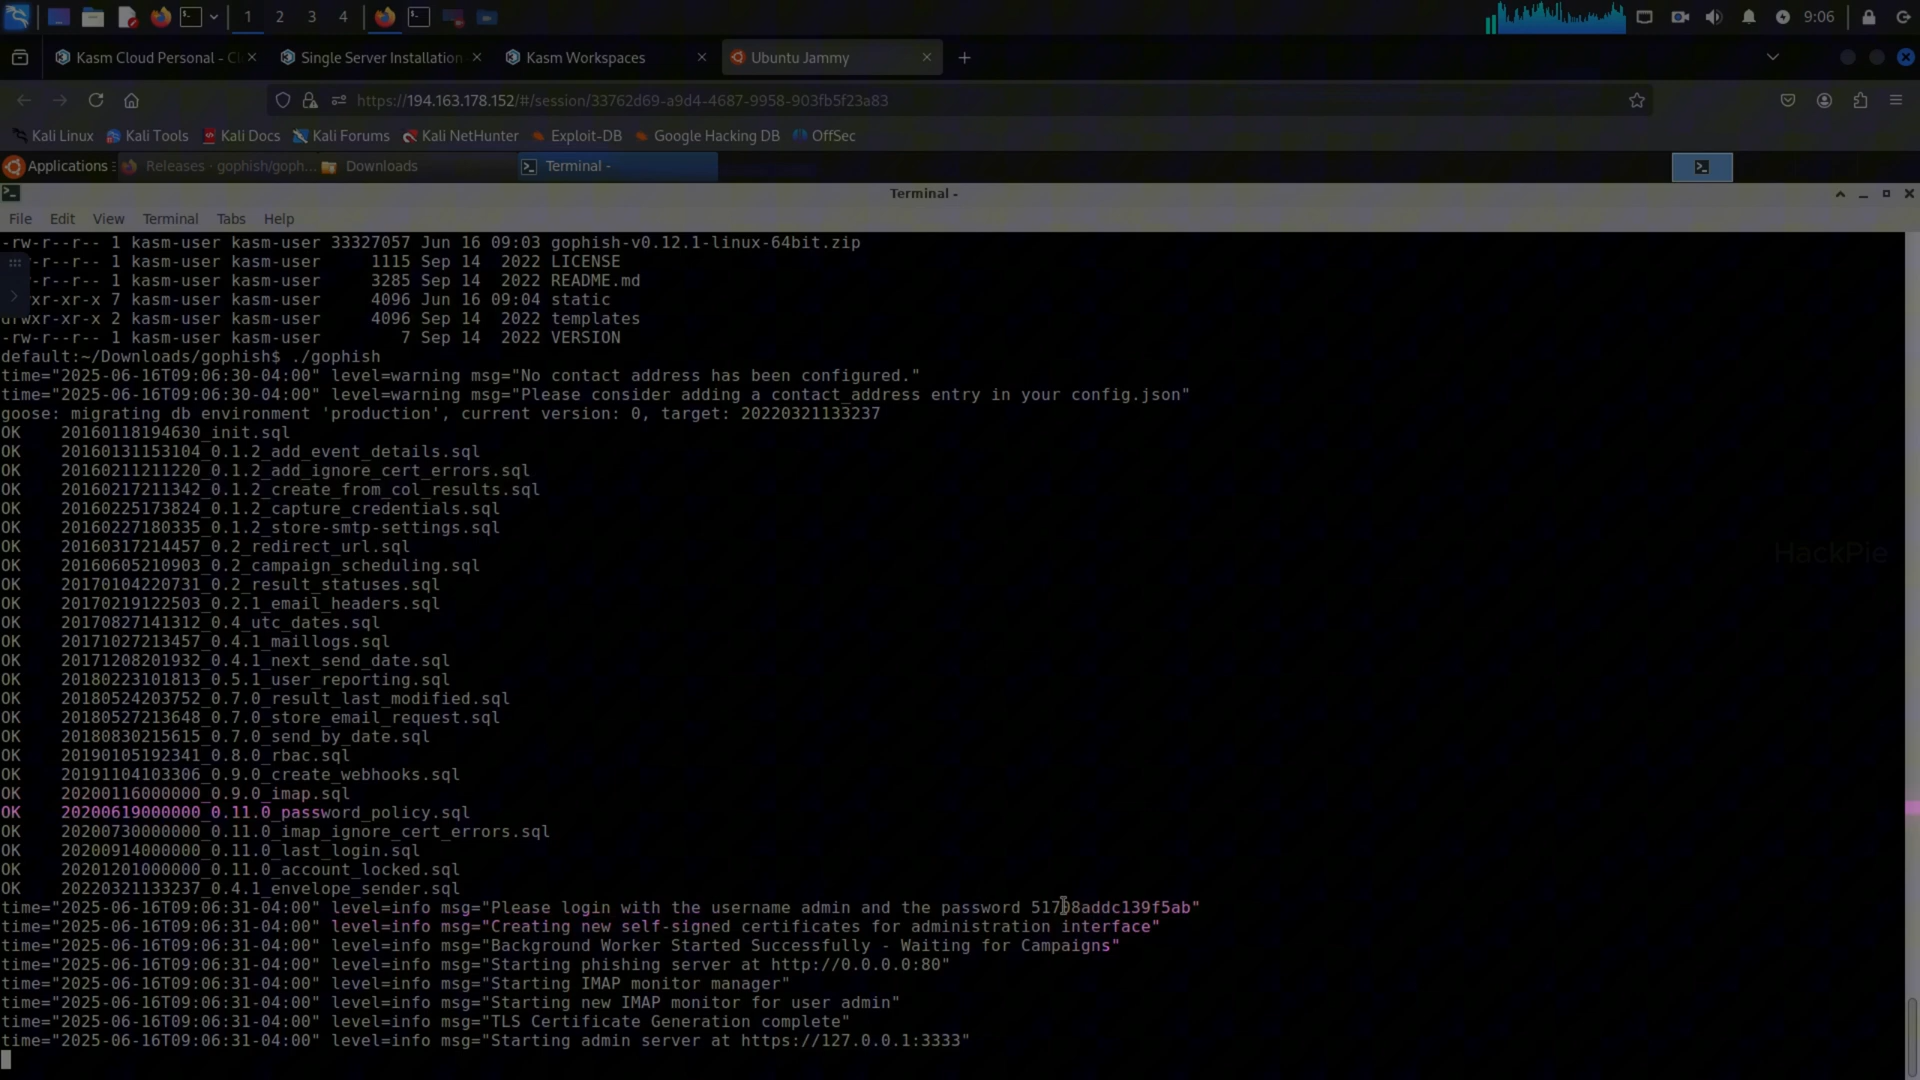 1 2 3 4 9:06
Kasm Cloud Personal - Cl Single Server Installation Kasm Workspaces Ubuntu Jammy
https://194.163.178.152/#/session/33762d69-a9d4-4687-9958-903fb5f23a83
Kali Linux Kali Tools Kali Docs Kali Forums Kali NetHunter Exploit-DB Google Hacking DB OffSec
Applications Releases · gophish/goph... Downloads Terminal -
Terminal -
File Edit View Terminal Tabs Help
-rw-r--r-- 1 kasm-user kasm-user 33327057 Jun 16 09:03 gophish-v0.12.1-linux-64bit.zip
-r--r-- 1 kasm-user kasm-user 1115 Sep 14 2022 LICENSE
-r--r-- 1 kasm-user kasm-user 3285 Sep 14 2022 README.md
xr-xr-x 7 kasm-user kasm-user 4096 Jun 16 09:04 static
drwxr-xr-x 2 kasm-user kasm-user 4096 Sep 14 2022 templates
-rw-r--r-- 1 kasm-user kasm-user 7 Sep 14 2022 VERSION
default:~/Downloads/gophish$ ./gophish
time="2025-06-16T09:06:30-04:00" level=warning msg="No contact address has been configured."
time="2025-06-16T09:06:30-04:00" level=warning msg="Please consider adding a contact_address entry in your config.json"
goose: migrating db environment 'production', current version: 0, target: 20220321133237
OK 20160118194630_init.sql
OK 20160131153104_0.1.2_add_event_details.sql
OK 20160211211220_0.1.2_add_ignore_cert_errors.sql
OK 20160217211342_0.1.2_create_from_col_results.sql
OK 20160225173824_0.1.2_capture_credentials.sql
OK 20160227180335_0.1.2_store-smtp-settings.sql
OK 20160317214457_0.2_redirect_url.sql
OK 20160605210903_0.2_campaign_scheduling.sql
OK 20170104220731_0.2_result_statuses.sql
OK 20170219122503_0.2.1_email_headers.sql
OK 20170827141312_0.4_utc_dates.sql
OK 20171027213457_0.4.1_maillogs.sql
OK 20171208201932_0.4.1_next_send_date.sql
OK 20180223101813_0.5.1_user_reporting.sql
OK 20180524203752_0.7.0_result_last_modified.sql
OK 20180527213648_0.7.0_store_email_request.sql
OK 20180830215615_0.7.0_send_by_date.sql
OK 20190105192341_0.8.0_rbac.sql
OK 20191104103306_0.9.0_create_webhooks.sql
OK 20200116000000_0.9.0_imap.sql
OK 20200619000000_0.11.0_password_policy.sql
OK 20200730000000_0.11.0_imap_ignore_cert_errors.sql
OK 20200914000000_0.11.0_last_login.sql
OK 20201201000000_0.11.0_account_locked.sql
OK 20220321133237_0.4.1_envelope_sender.sql
time="2025-06-16T09:06:31-04:00" level=info msg="Please login with the username admin and the password
time="2025-06-16T09:06:31-04:00" level=info msg="Creating new self-signed certificates for administration interface"
time="2025-06-16T09:06:31-04:00" level=info msg="Background Worker Started Successfully - Waiting for Campaigns"
time="2025-06-16T09:06:31-04:00" level=info msg="Starting phishing server at http://0.0.0.0:80"
time="2025-06-16T09:06:31-04:00" level=info msg="Starting IMAP monitor manager"
time="2025-06-16T09:06:31-04:00" level=info msg="Starting new IMAP monitor for user admin"
time="2025-06-16T09:06:31-04:00" level=info msg="TLS Certificate Generation complete"
time="2025-06-16T09:06:31-04:00" level=info msg="Starting admin server at https://127.0.0.1:3333"
HackPie